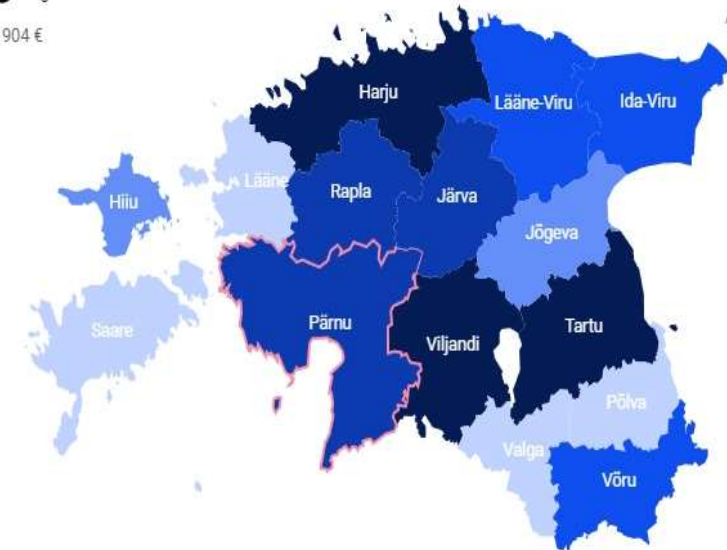 904 €
Harju
Lääne-Viru
Ida-Viru
Lääne
Rapla
Järva
Hiiu
Jõgeva
Saare
Pärnu
Viljandi
Tartu
Põlva
Valga
Võru